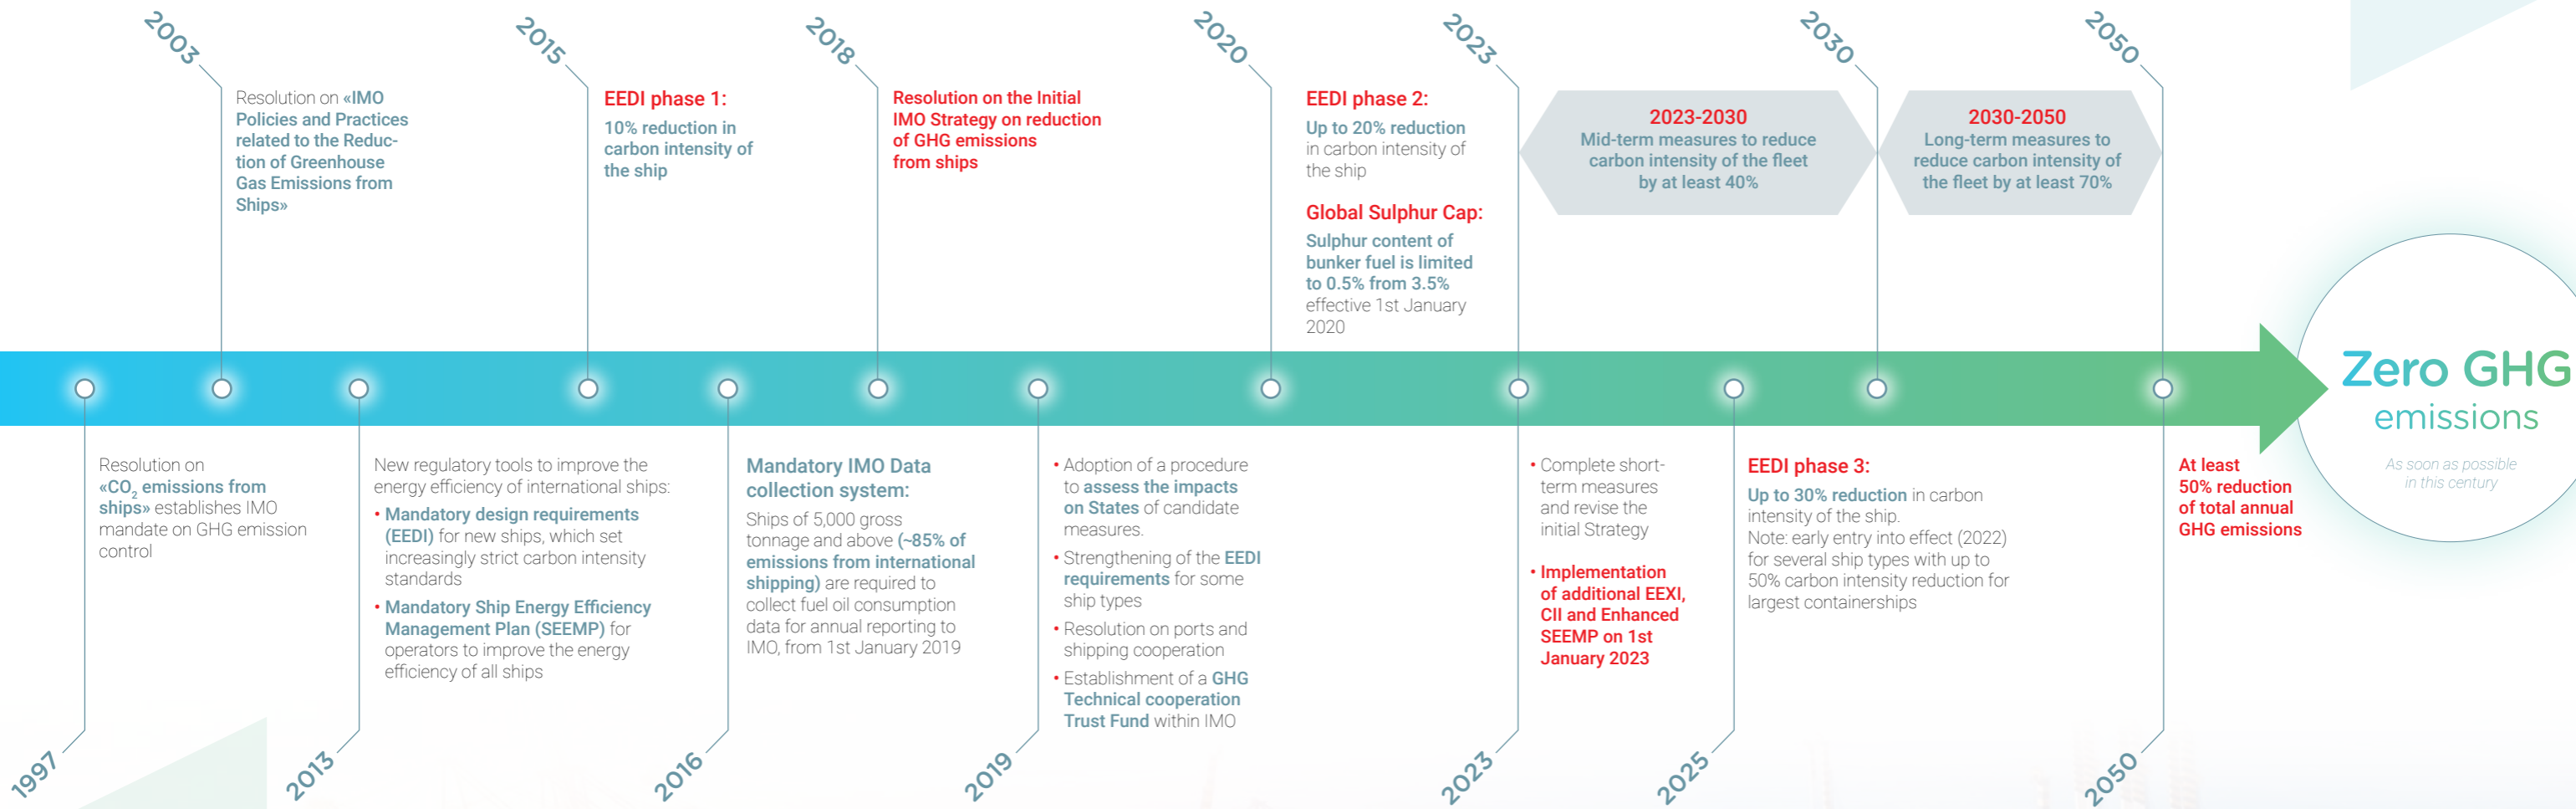 2003
Resolution on «IMO
Policies and Practices
related to the Reduc-
tion of Greenhouse
Gas Emissions from
Ships»
2015
EEDI phase 1:
10% reduction in
carbon intensity of
the ship
2018
Resolution on the Initial
IMO Strategy on reduction
of GHG emissions
from ships
2020
EEDI phase 2:
Up to 20% reduction
in carbon intensity of
the ship
Global Sulphur Cap:
Sulphur content of
bunker fuel is limited
to 0.5% from 3.5%
effective 1st January
2020
2023
2023-2030
Mid-term measures to reduce
carbon intensity of the fleet
by at least 40%
2030
2030-2050
Long-term measures to
reduce carbon intensity of
the fleet by at least 70%
2050
Zero GHG
emissions
As soon as possible
in this century
1997
Resolution on
«CO₂ emissions from
ships» establishes IMO
mandate on GHG emission
control
2013
New regulatory tools to improve the
energy efficiency of international ships:
• Mandatory design requirements
(EEDI) for new ships, which set
increasingly strict carbon intensity
standards
• Mandatory Ship Energy Efficiency
Management Plan (SEEMP) for
operators to improve the energy
efficiency of all ships
2016
Mandatory IMO Data
collection system:
Ships of 5,000 gross
tonnage and above (~85% of
emissions from international
shipping) are required to
collect fuel oil consumption
data for annual reporting to
IMO, from 1st January 2019
2019
• Adoption of a procedure
to assess the impacts
on States of candidate
measures.
• Strengthening of the EEDI
requirements for some
ship types
• Resolution on ports and
shipping cooperation
• Establishment of a GHG
Technical cooperation
Trust Fund within IMO
2023
• Complete short-
term measures
and revise the
initial Strategy
• Implementation
of additional EEXI,
CII and Enhanced
SEEMP on 1st
January 2023
2025
EEDI phase 3:
Up to 30% reduction in carbon
intensity of the ship.
Note: early entry into effect (2022)
for several ship types with up to
50% carbon intensity reduction for
largest containerships
2050
At least
50% reduction
of total annual
GHG emissions